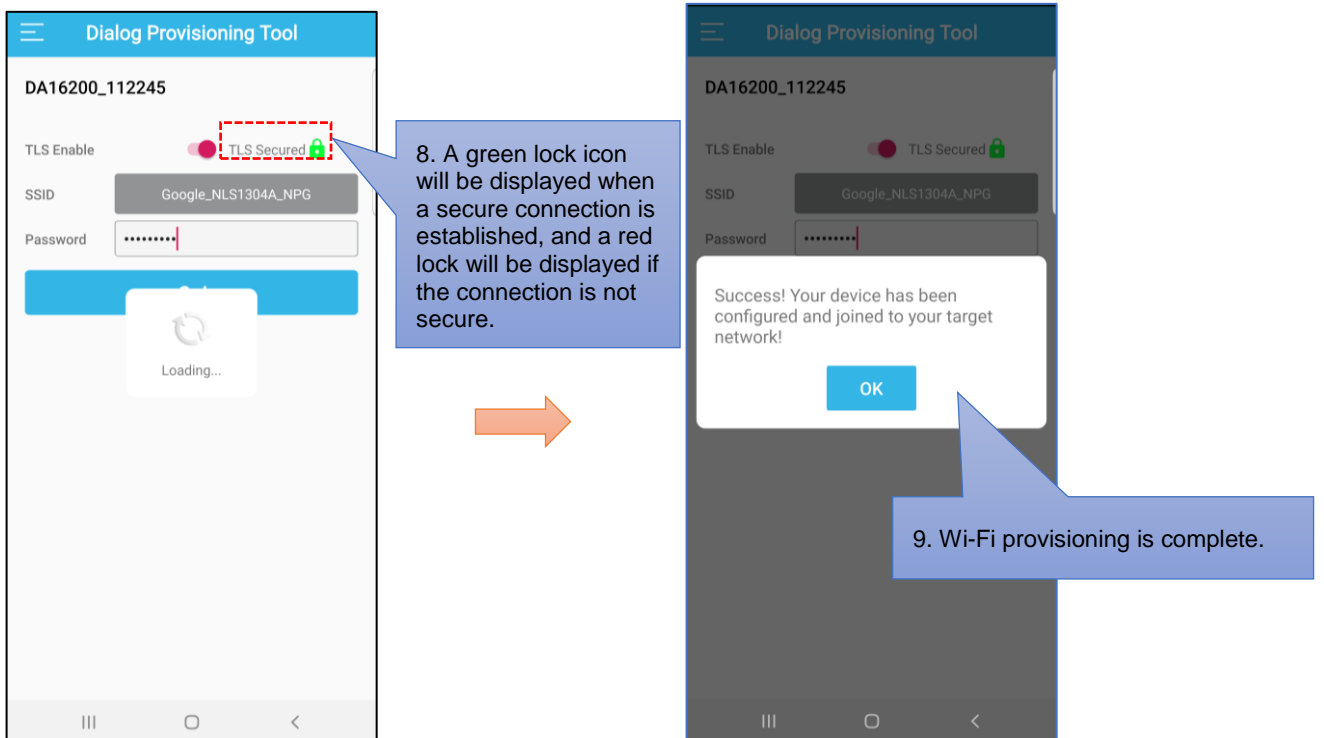 Dialog Provisioning Tool
DA16200_112245
TLS Enable TLS Secured
SSID Google_NLS1304A_NPG
Password •••••••••
Loading...
8. A green lock icon
will be displayed when
a secure connection is
established, and a red
lock will be displayed if
the connection is not
secure.
Dialog Provisioning Tool
DA16200_112245
TLS Enable TLS Secured
SSID Google_NLS1304A_NPG
Password •••••••••
Success! Your device has been
configured and joined to your target
network!
OK
9. Wi-Fi provisioning is complete.